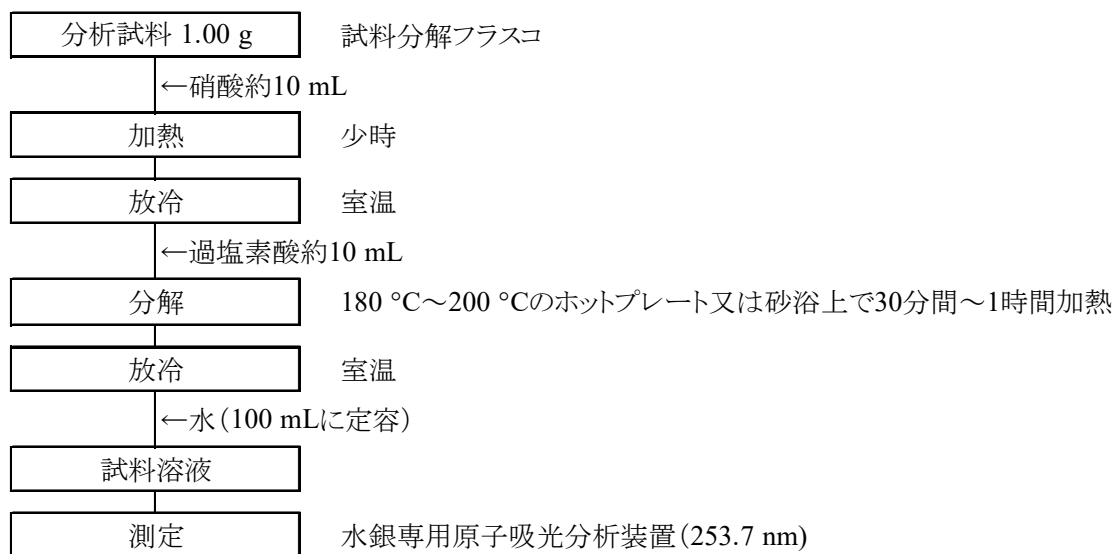 分析試料 1.00 g 試料分解フラスコ
←硝酸約10 mL
加熱 少時
放冷 室温
←過塩素酸約10 mL
分解 180 °C～200 °Cのホットプレート又は砂浴上で30分間～1時間加熱
放冷 室温
←水（100 mLに定容）
試料溶液
測定 水銀専用原子吸光分析装置（253.7 nm)